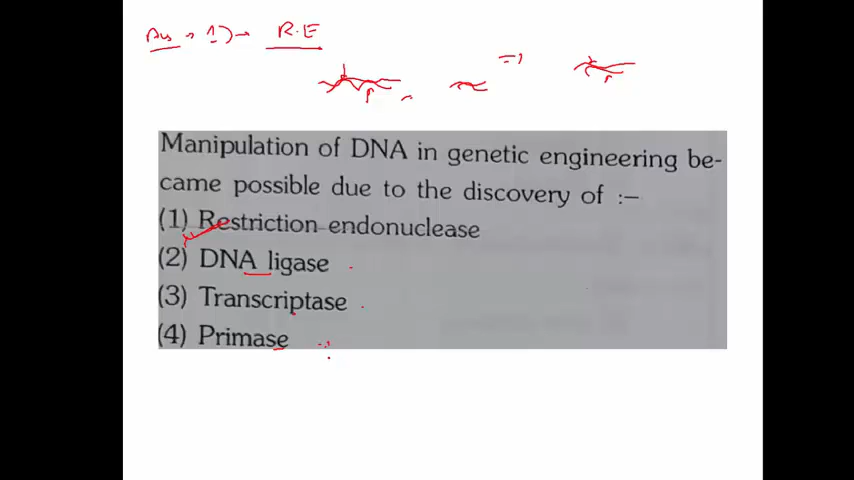 Ans → 1) → R.E
Manipulation of DNA in genetic engineering be-
came possible due to the discovery of :–
(1) Restriction endonuclease
(2) DNA ligase
(3) Transcriptase
(4) Primase